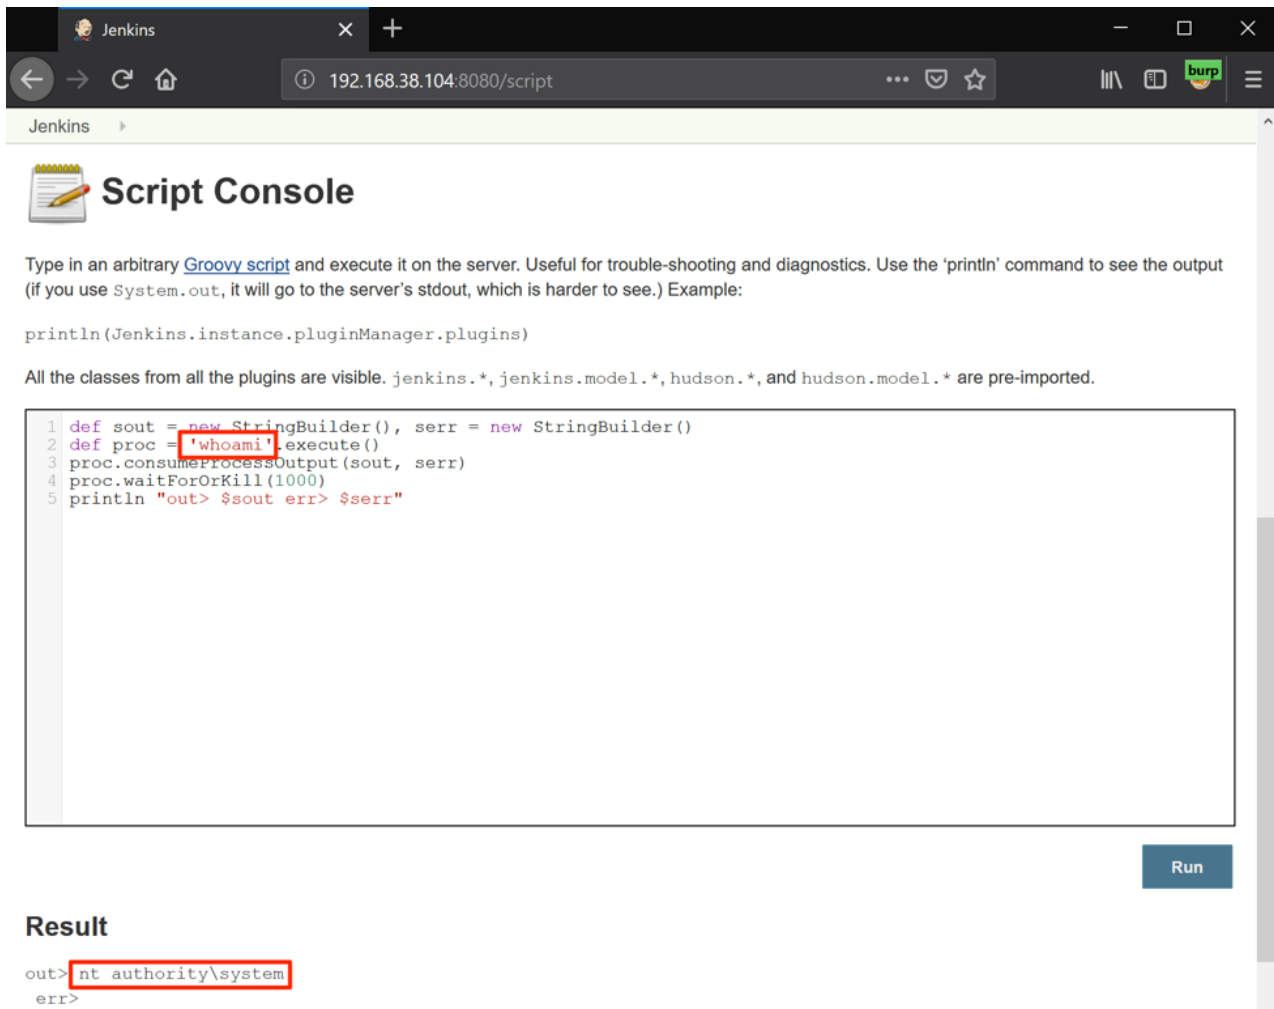 Jenkins
192.168.38.104:8080/script
burp
Jenkins
Script Console
Type in an arbitrary Groovy script and execute it on the server. Useful for trouble-shooting and diagnostics. Use the ‘println’ command to see the output
(if you use System.out, it will go to the server’s stdout, which is harder to see.) Example:
println(Jenkins.instance.pluginManager.plugins)
All the classes from all the plugins are visible. jenkins.*, jenkins.model.*, hudson.*, and hudson.model.* are pre-imported.
1 def sout = new StringBuilder(), serr = new StringBuilder()
2 def proc = 'whoami'.execute()
3 proc.consumeProcessOutput(sout, serr)
4 proc.waitForOrKill(1000)
5 println "out> $sout err> $serr"
Run
Result
out> nt authority\system
err>